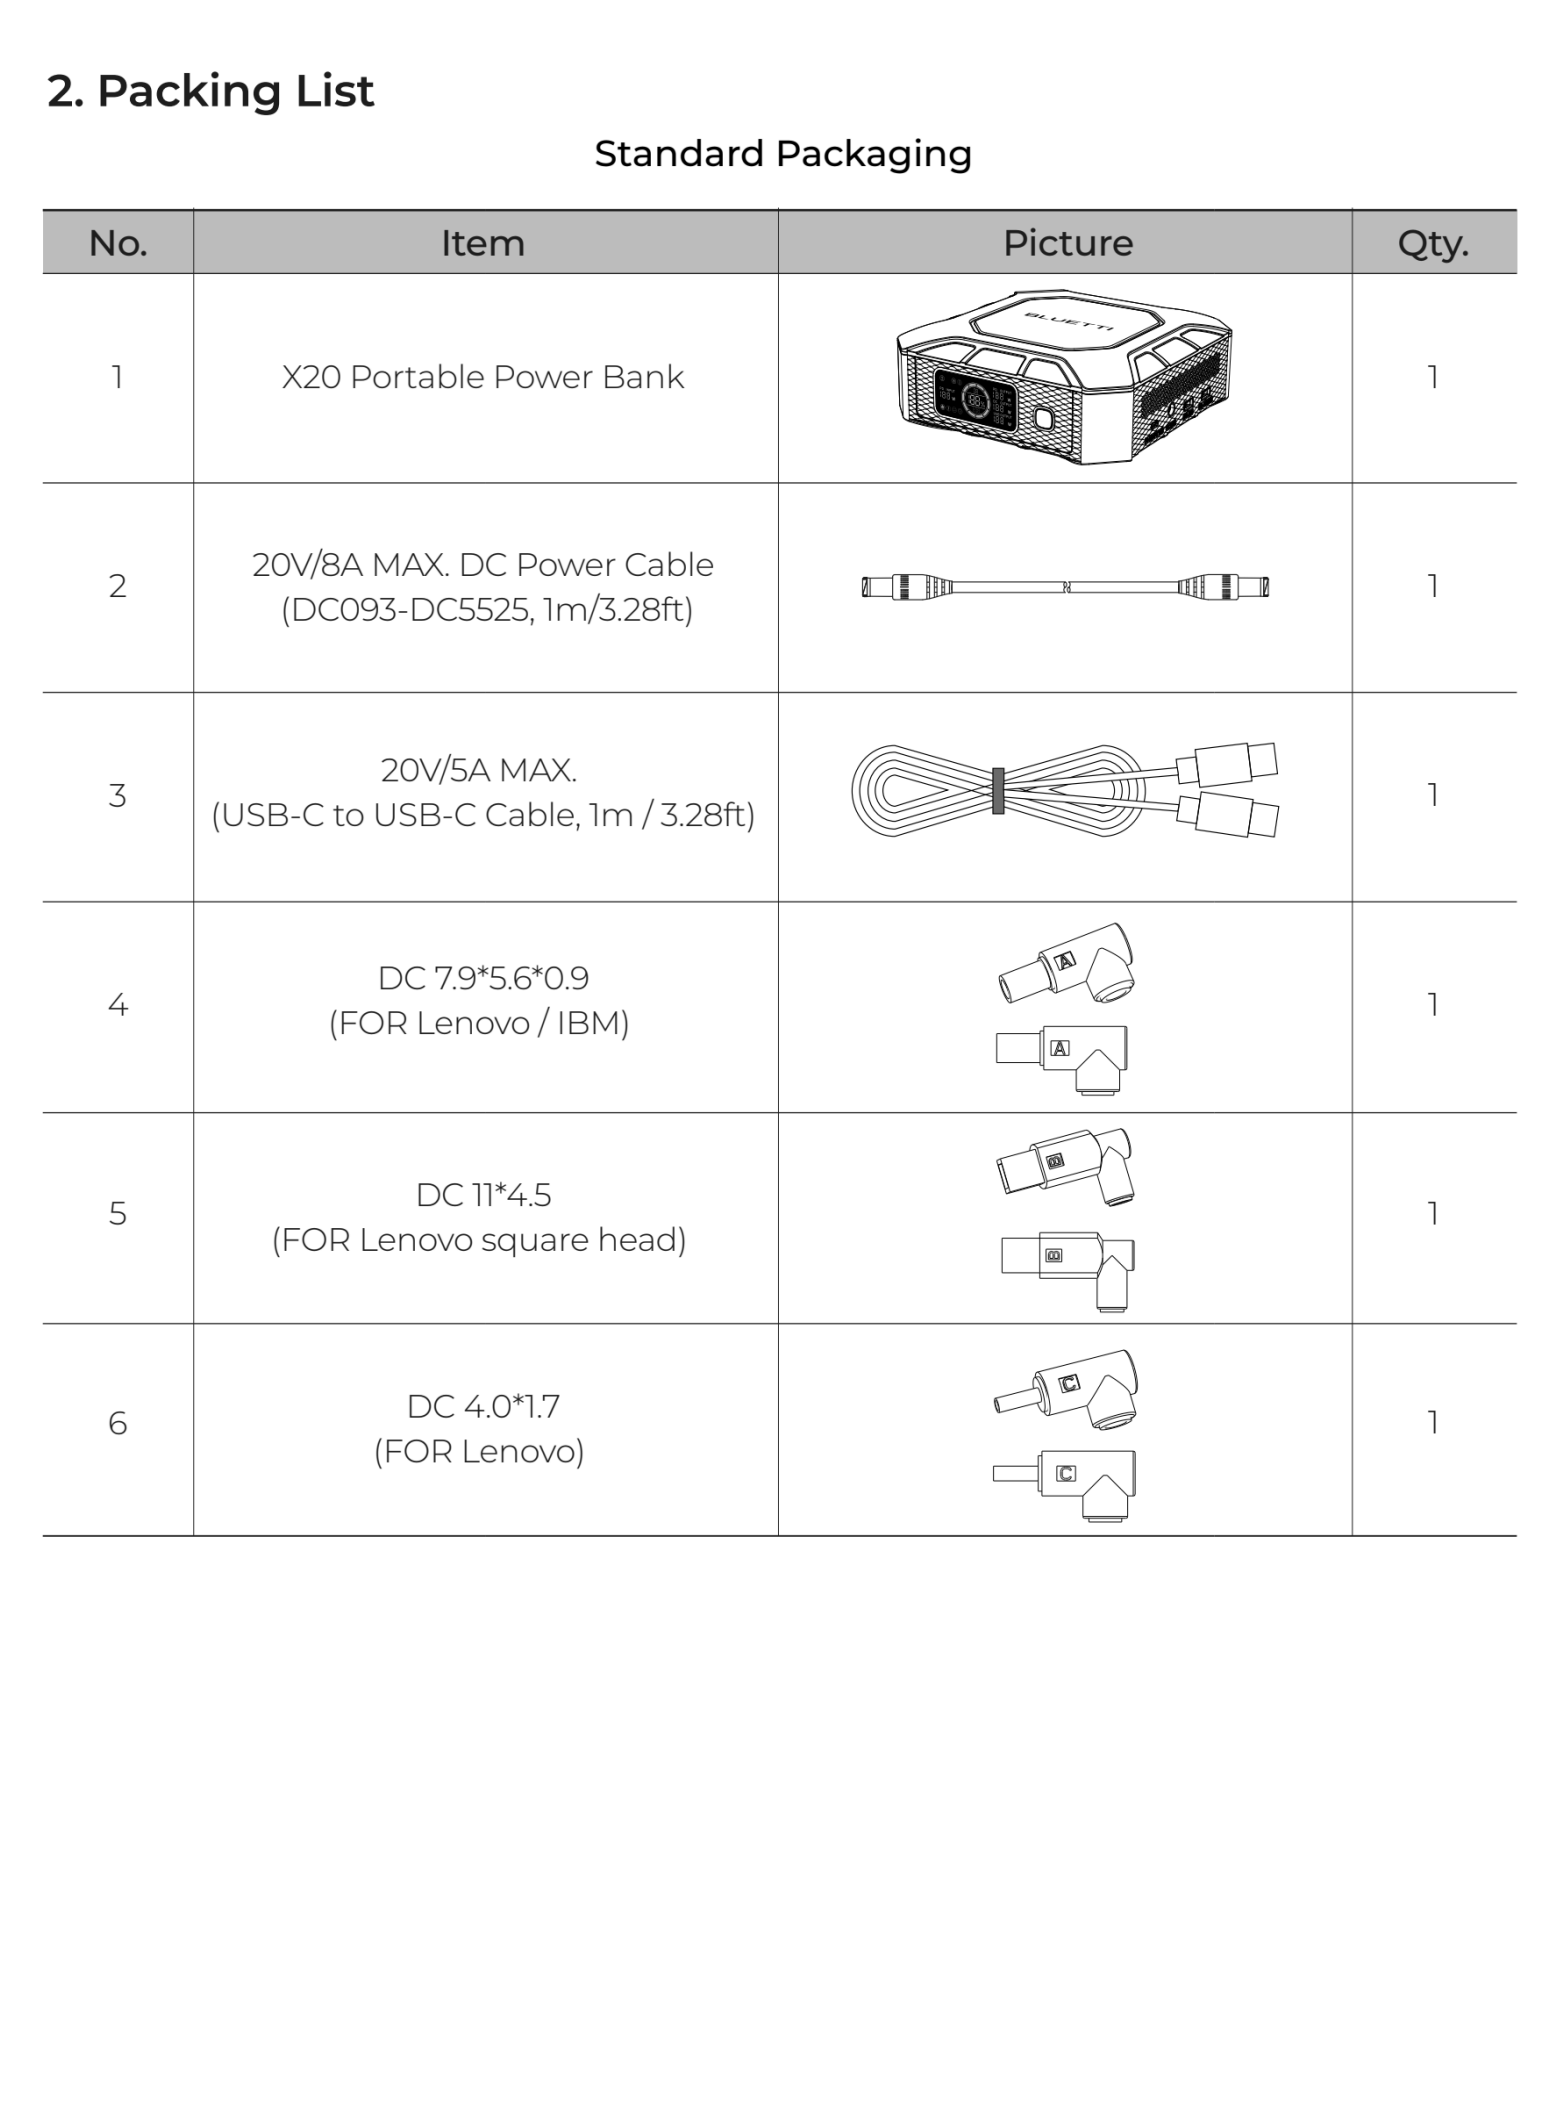 2. Packing List
Standard Packaging
No. Item Picture Qty.
BLUETTI
1 X20 Portable Power Bank 1
20V/8A MAX. DC Power Cable
2 1
(DC093-DC5525, 1m/3.28ft)
20V/5A MAX.
3 1
(USB-C to USB-C Cable, 1m / 3.28ft)
DC 7.9*5.6*0.9
A
4 1
(FOR Lenovo / IBM)
A
DC 11*4.5
B
5 1
(FOR Lenovo square head)
B
DC 4.0*1.7
C
6 1
(FOR Lenovo)
C